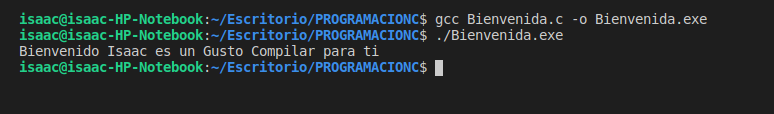 isaac@isaac-HP-Notebook:~/Escritorio/PROGRAMACIONC$ gcc Bienvenida.c -o Bienvenida.exe
isaac@isaac-HP-Notebook:~/Escritorio/PROGRAMACIONC$ ./Bienvenida.exe
Bienvenido Isaac es un Gusto Compilar para ti
isaac@isaac-HP-Notebook:~/Escritorio/PROGRAMACIONC$